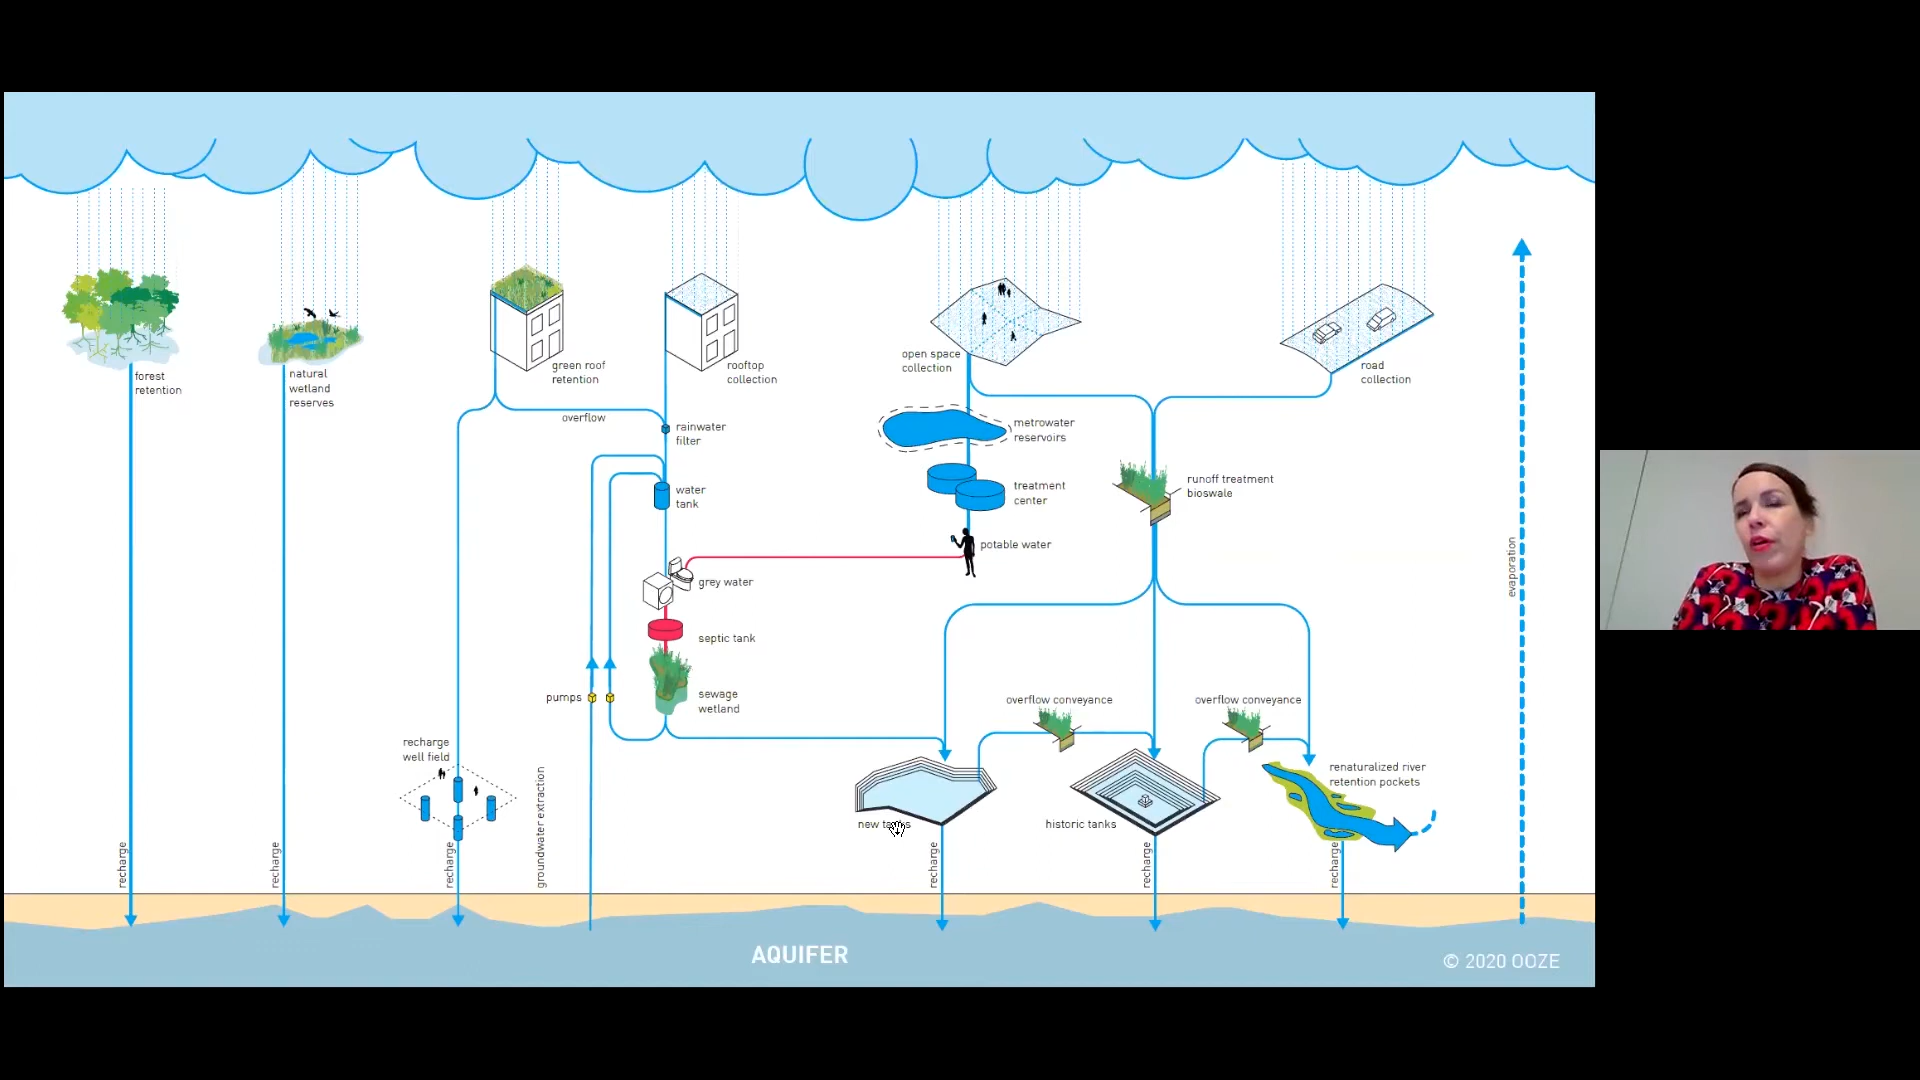 forest
retention
natural
wetland
reserves
green roof
retention
rooftop
collection
open space
collection
road
collection
overflow
rainwater
filter
metrowater
reservoirs
water
tank
treatment
center
runoff treatment
bioswale
potable water
grey water
evaporation
septic tank
pumps
sewage
wetland
overflow conveyance
overflow conveyance
recharge
well field
groundwater extraction
renaturalized river
retention pockets
new tanks
historic tanks
recharge
recharge
recharge
recharge
recharge
recharge
AQUIFER
© 2020 OOZE